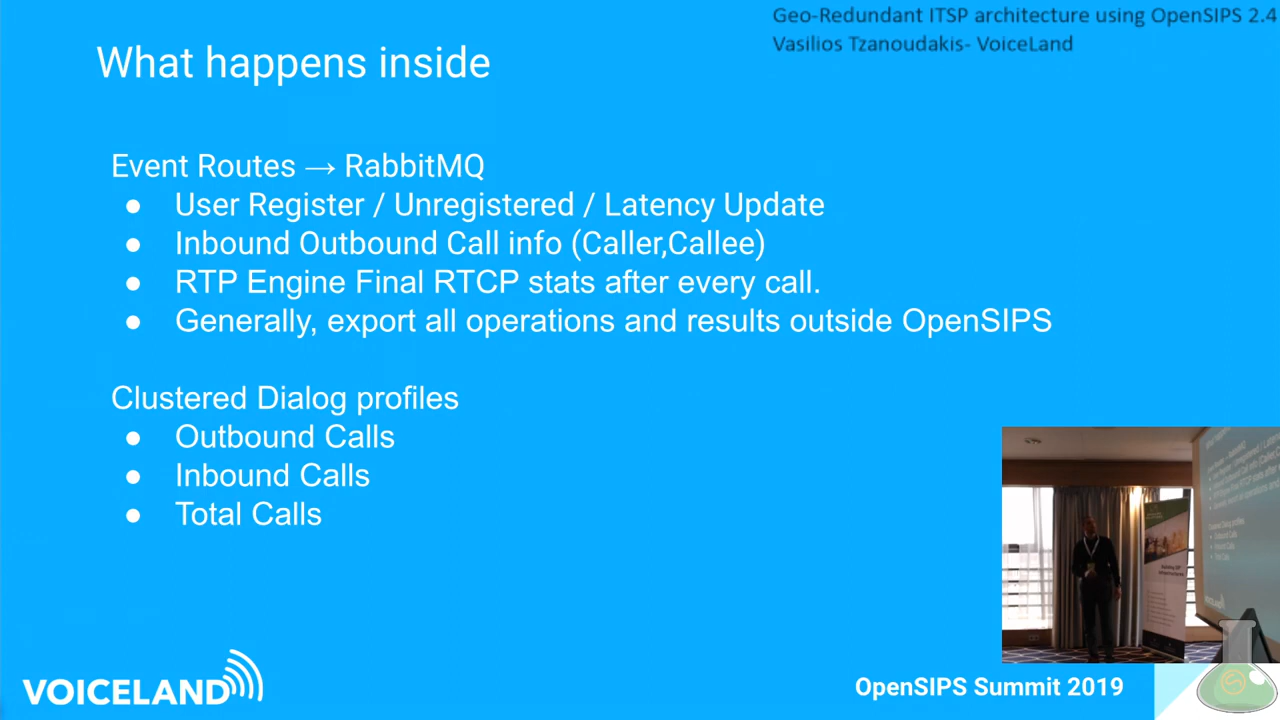 Geo-Redundant ITSP architecture using OpenSIPS 2.4
Vasilios Tzanoudakis- VoiceLand
What happens inside
Event Routes → RabbitMQ
● User Register / Unregistered / Latency Update
● Inbound Outbound Call info (Caller,Callee)
● RTP Engine Final RTCP stats after every call.
● Generally, export all operations and results outside OpenSIPS
Clustered Dialog profiles
● Outbound Calls
● Inbound Calls
● Total Calls
VOICELAND
OpenSIPS Summit 2019